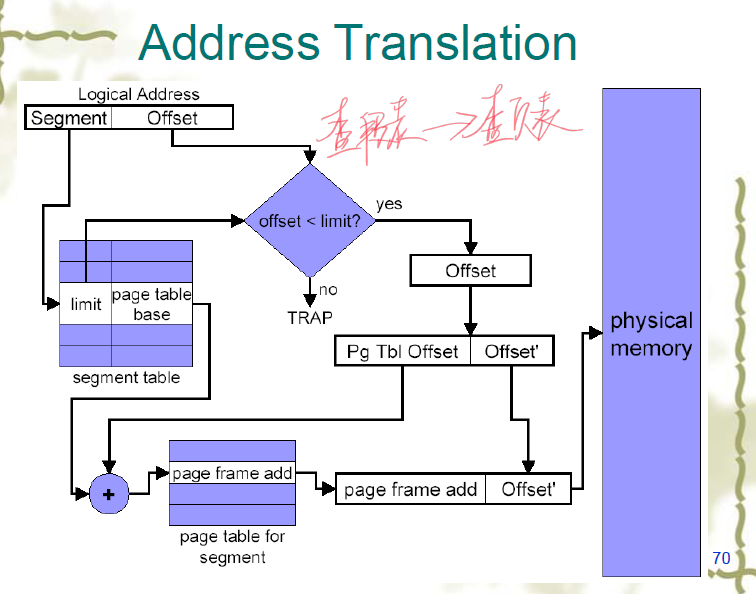 Address Translation
Logical Address
Segment Offset
查段表→查页表
offset < limit?
yes
no
TRAP
Offset
limit
page table
base
segment table
Pg Tbl Offset Offset'
physical
memory
+
page frame add
page table for
segment
page frame add Offset'
70